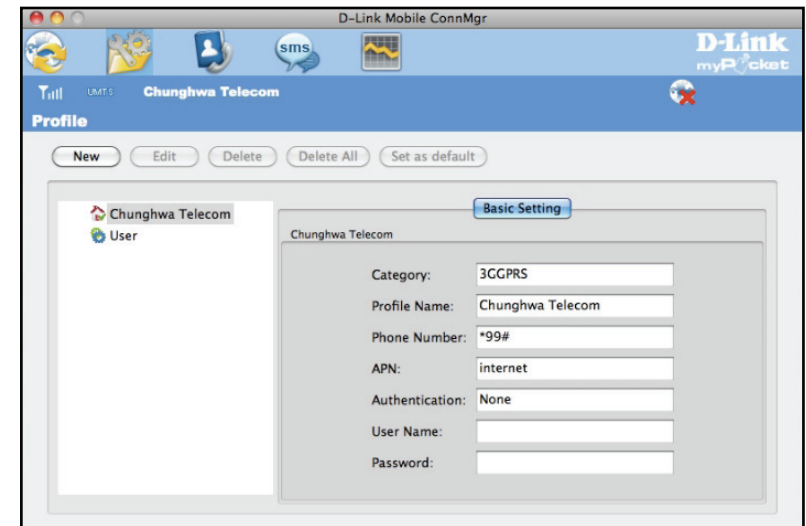 D-Link Mobile ConnMgr
sms
D-Link
myPocket
UMTS Chunghwa Telecom
Profile
New Edit Delete Delete All Set as default
Chunghwa Telecom
User
Basic Setting
Chunghwa Telecom
Category: 3GGPRS
Profile Name: Chunghwa Telecom
Phone Number: *99#
APN: internet
Authentication: None
User Name:
Password: